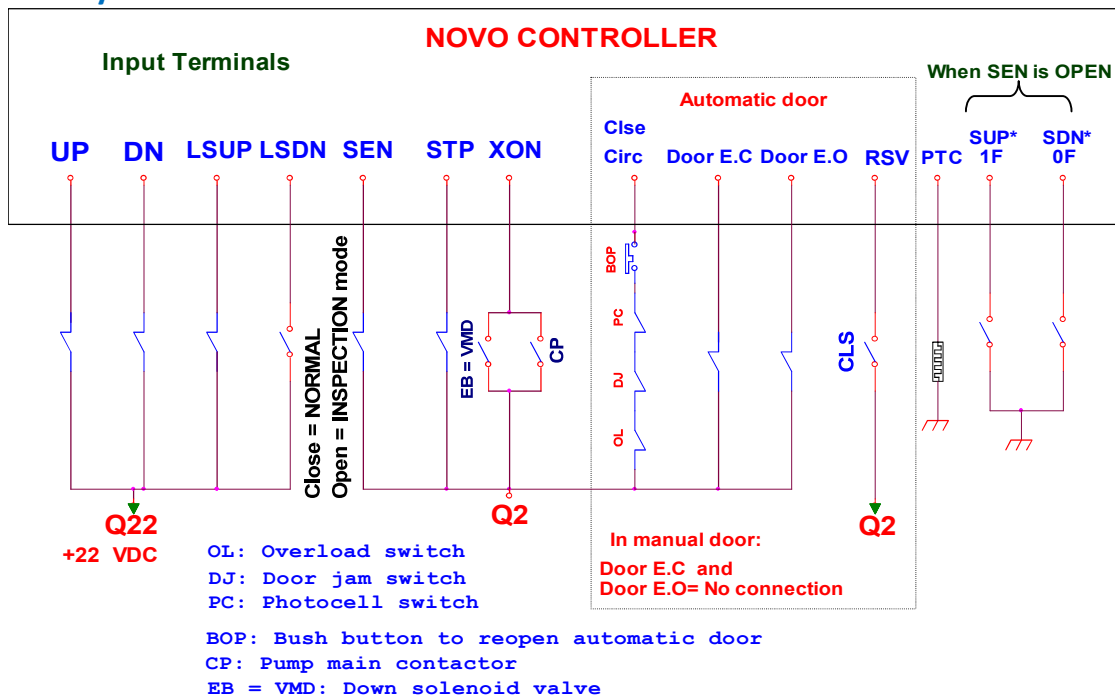 NOVO CONTROLLER
Input Terminals
When SEN is OPEN
Automatic door
UP DN LSUP LSDN SEN STP XON
Clse
Circ
Door E.C
Door E.O
RSV
PTC
SUP*
1F
SDN*
0F
BOP
PC
DJ
OL
Close = NORMAL
Open = INSPECTION mode
EB = VMD
CP
CLS
Q22
+22 VDC
Q2
Q2
In manual door:
Door E.C and
Door E.O= No connection
OL: Overload switch
DJ: Door jam switch
PC: Photocell switch
BOP: Bush button to reopen automatic door
CP: Pump main contactor
EB = VMD: Down solenoid valve